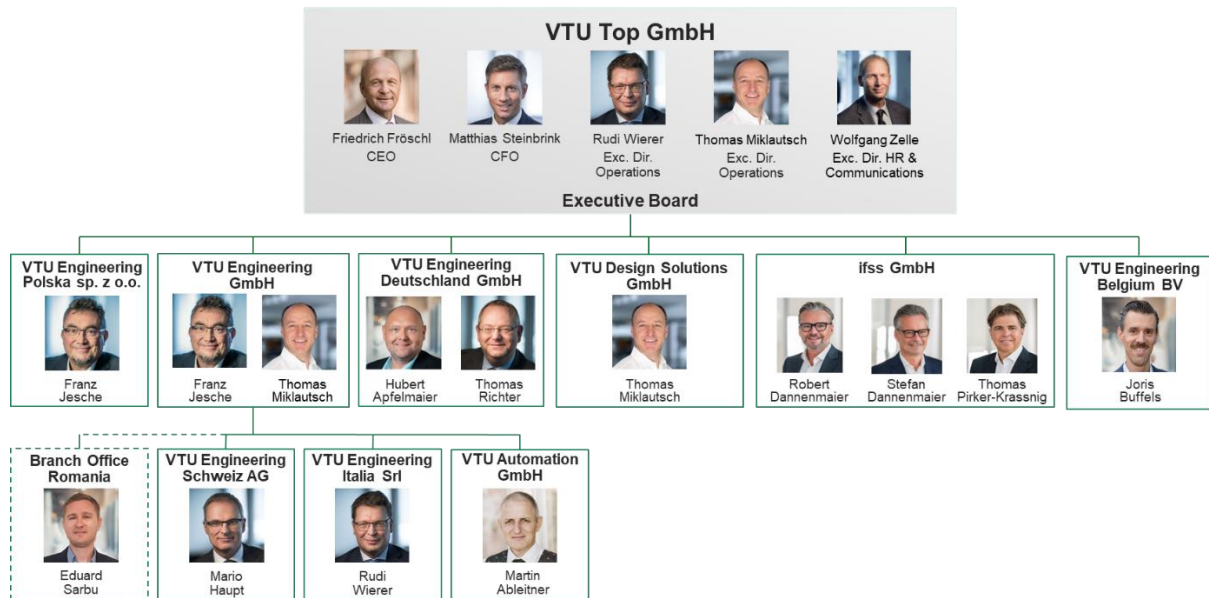 VTU Top GmbH
Friedrich Fröschl
CEO
Matthias Steinbrink
CFO
Rudi Wierer
Exc. Dir.
Operations
Thomas Miklautsch
Exc. Dir.
Operations
Wolfgang Zelle
Exc. Dir. HR &
Communications
Executive Board
VTU Engineering
Polska sp. z o.o.
Franz
Jesche
VTU Engineering
GmbH
Franz
Jesche
Thomas
Miklautsch
VTU Engineering
Deutschland GmbH
Hubert
Apfelmaier
Thomas
Richter
VTU Design Solutions
GmbH
Thomas
Miklautsch
ifss GmbH
Robert
Dannenmaier
Stefan
Dannenmaier
Thomas
Pirker-Krassnig
VTU Engineering
Belgium BV
Joris
Buffels
Branch Office
Romania
Eduard
Sarbu
VTU Engineering
Schweiz AG
Mario
Haupt
VTU Engineering
Italia Srl
Rudi
Wierer
VTU Automation
GmbH
Martin
Ableitner